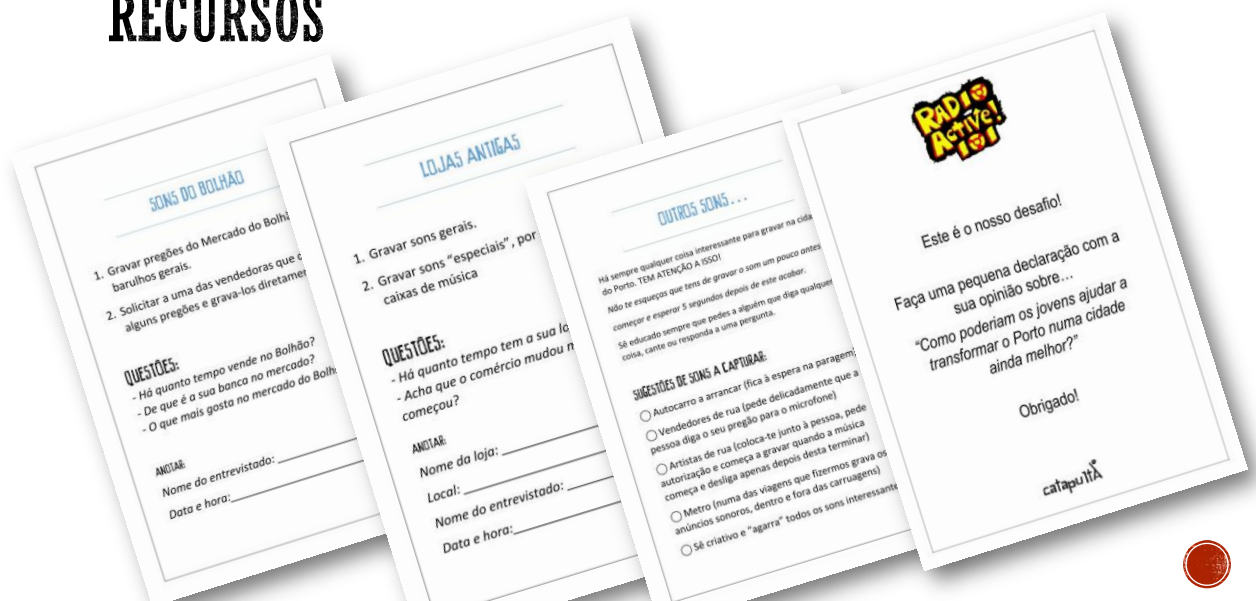 RECURSOS
SONS DO BOLHÃO
1. Gravar pregões do Mercado do
barulhos gerais.
2. Solicitar a uma das vendedoras que
alguns pregões e grava-los
QUESTÕES:
- Há quanto tempo vende no Bolhão?
- De que é a sua banca no mercado?
- O que mais gosta no mercado do
ANOTAR:
Nome do entrevistado:
Data e hora:
LOJAS ANTIGAS
1. Gravar sons gerais.
2. Gravar sons "especiais", por
caixas de música
QUESTÕES:
- Há quanto tempo tem a sua
- Acha que o comércio mudou
começou?
ANOTAR:
Nome da loja:
Local:
Nome do entrevistado:
Data e hora:
OUTROS SONS...
Há sempre qualquer coisa interessante para gravar na
do Porto. TEM ATENÇÃO A ISSO!
Não te esqueças que tens de gravar o som um pouco antes
começar e esperar 5 segundos depois de este acabar.
Sê educado sempre que pedes a alguém que diga qualquer
coisa, cante ou responda a uma pergunta.
SUGESTÕES DE SONS A CAPTURAR:
Autocarro a arrancar (fica à espera na paragem)
Vendedores de rua (pede delicadamente que a
pessoa diga o seu pregão para o microfone)
Artistas de rua (coloca-te junto à pessoa, pede
autorização e começa a gravar quando a música
começa e desliga apenas depois desta terminar)
Metro (numa das viagens que fizermos grava os
anúncios sonoros, dentro e fora das carruagens)
Sê criativo e "agarra" todos os sons
RADIO
ACTIVE!
101
Este é o nosso desafio!
Faça uma pequena declaração com a
sua opinião sobre...
"Como poderiam os jovens ajudar a
transformar o Porto numa cidade
ainda melhor?"
Obrigado!
catapultA